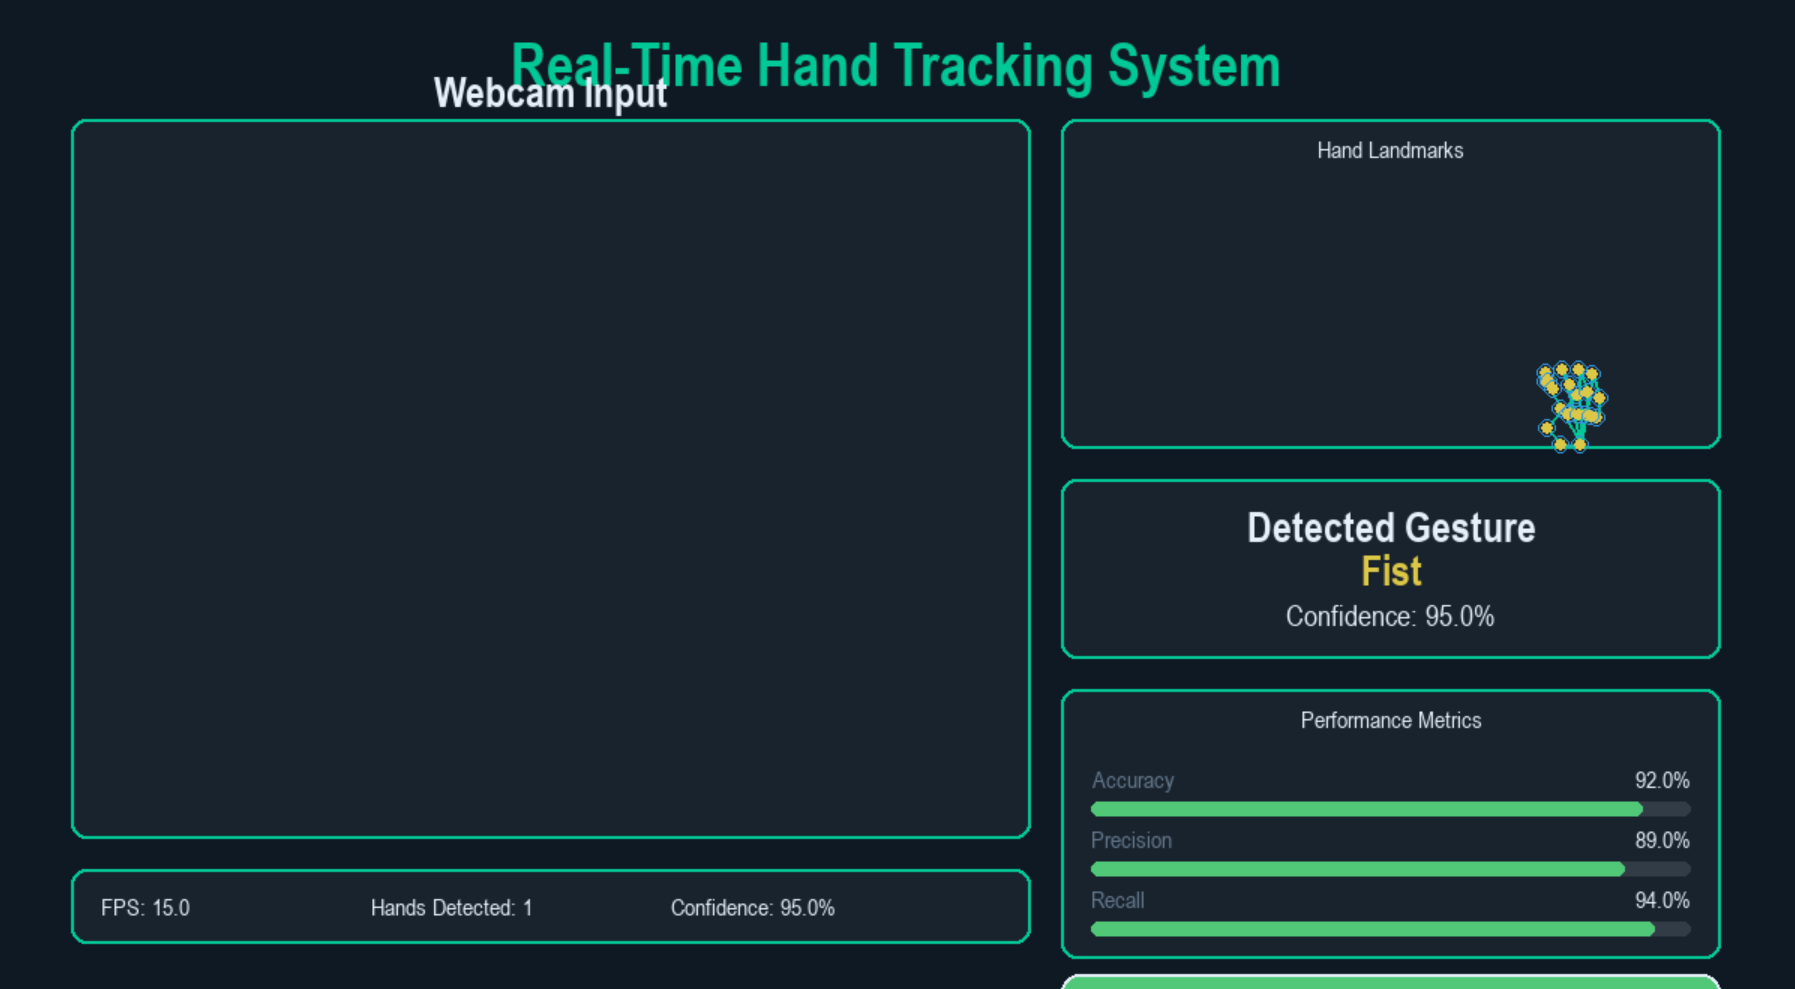 Real-Time Hand Tracking System
Webcam Input
Hand Landmarks
Detected Gesture
Fist
Confidence: 95.0%
Performance Metrics
Accuracy 92.0%
Precision 89.0%
Recall 94.0%
FPS: 15.0 Hands Detected: 1 Confidence: 95.0%